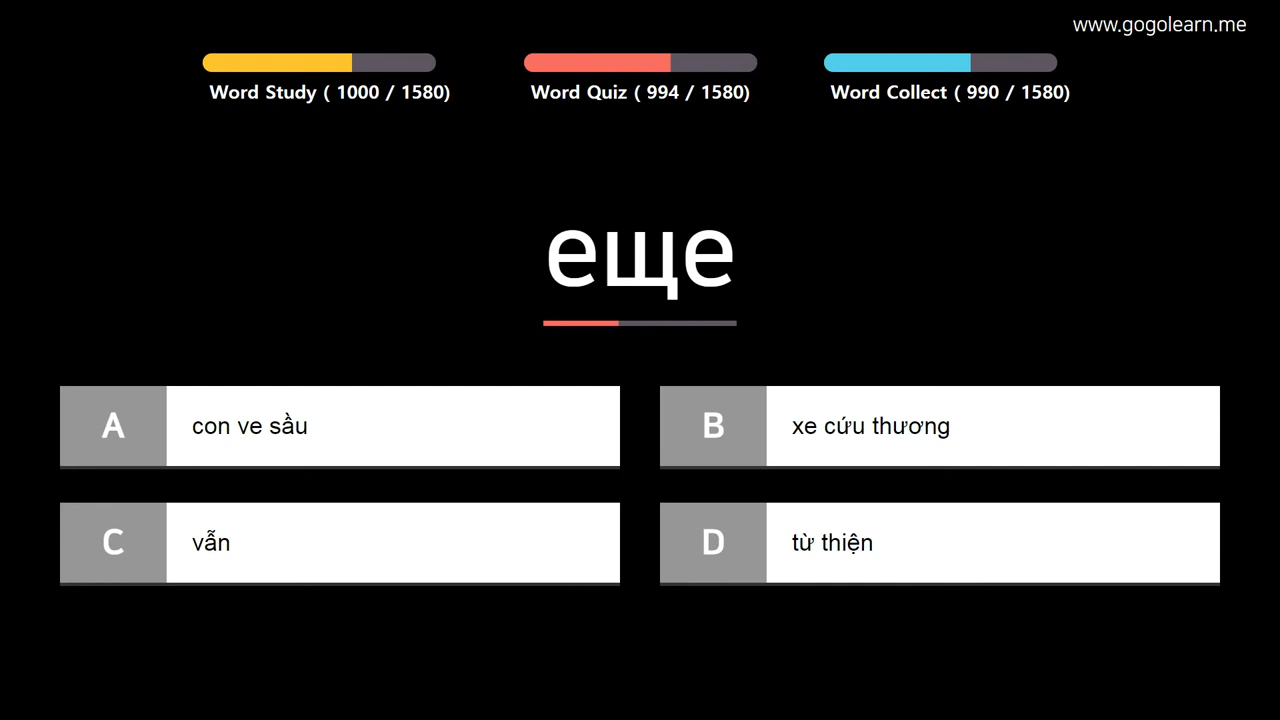 www.gogolearn.me
Word Study ( 1000 / 1580)
Word Quiz ( 994 / 1580)
Word Collect ( 990 / 1580)
еще
A
con ve sầu
B
xe cứu thương
C
vẫn
D
từ thiện